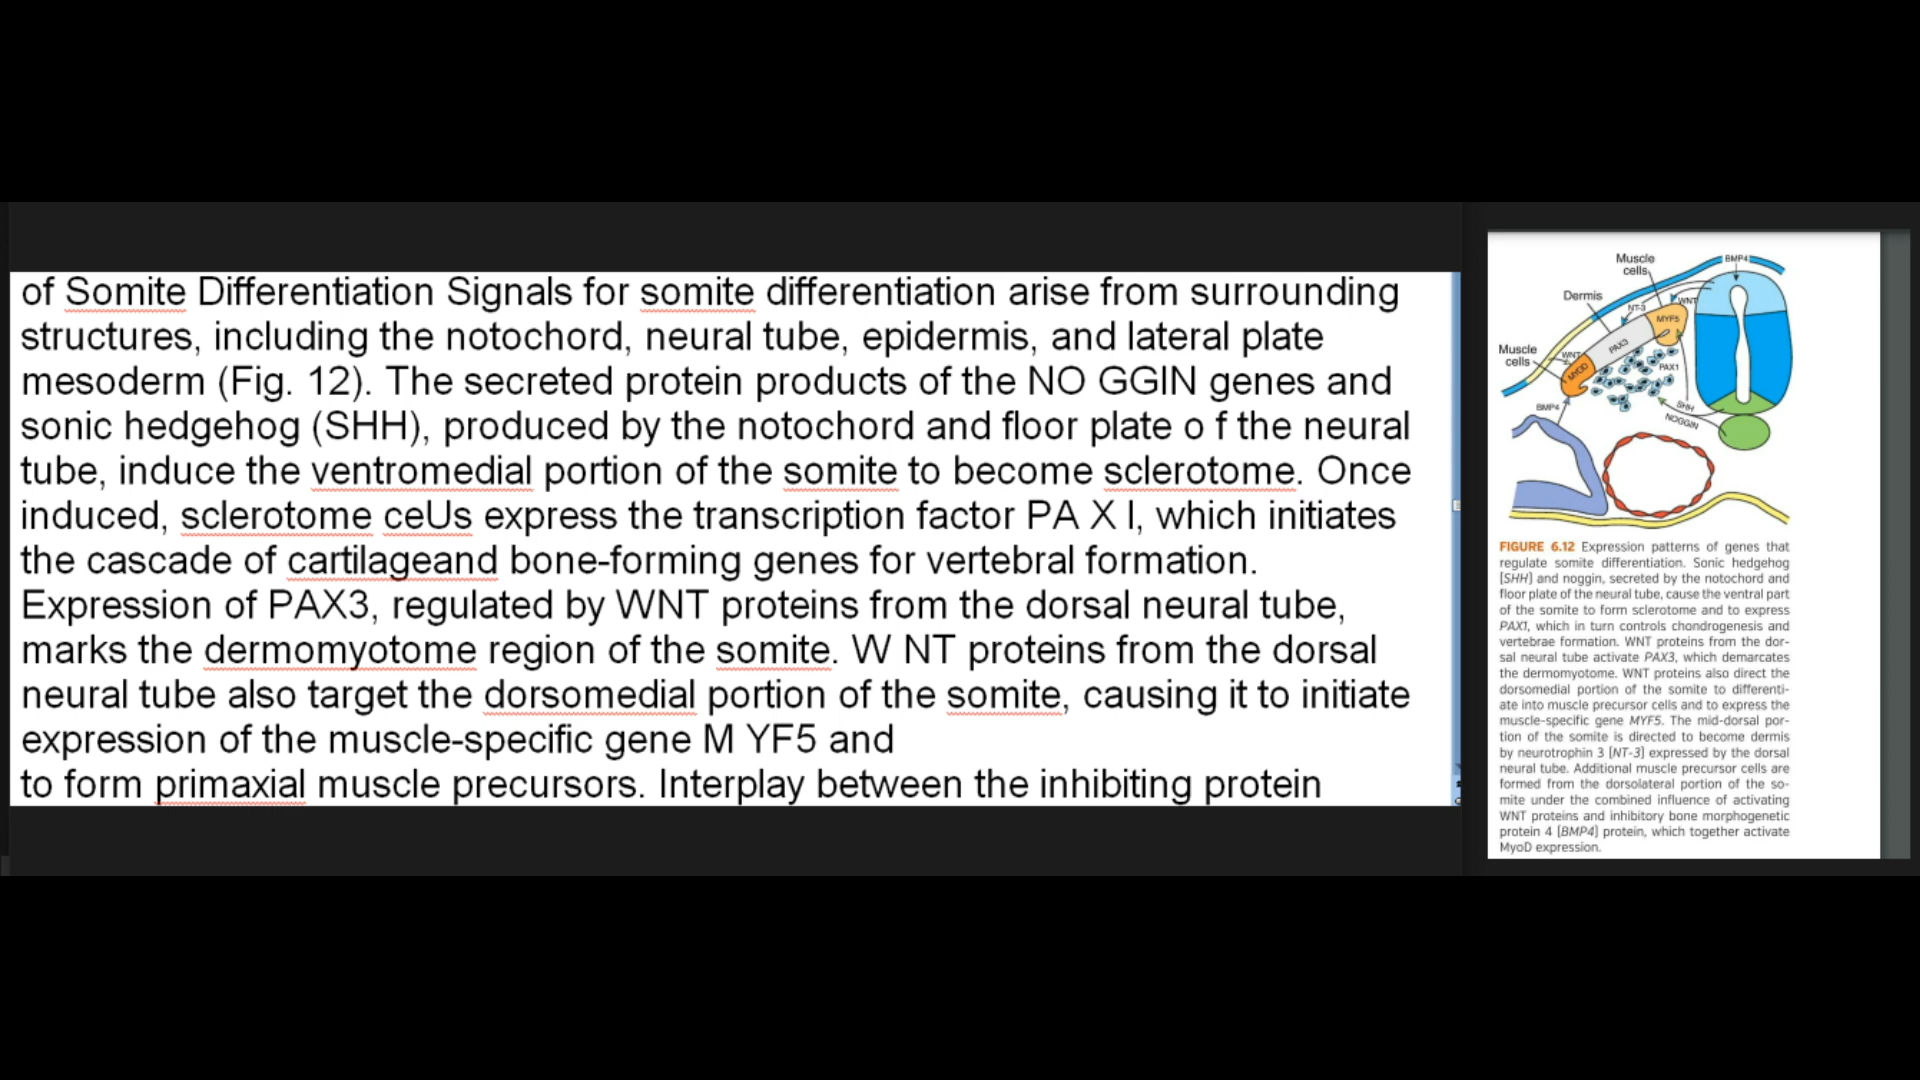 of Somite Differentiation Signals for somite differentiation arise from surrounding
structures, including the notochord, neural tube, epidermis, and lateral plate
mesoderm (Fig. 12). The secreted protein products of the NO GGIN genes and
sonic hedgehog (SHH), produced by the notochord and floor plate o f the neural
tube, induce the ventromedial portion of the somite to become sclerotome. Once
induced, sclerotome ceUs express the transcription factor PA X I, which initiates
the cascade of cartilageand bone-forming genes for vertebral formation.
Expression of PAX3, regulated by WNT proteins from the dorsal neural tube,
marks the dermomyotome region of the somite. W NT proteins from the dorsal
neural tube also target the dorsomedial portion of the somite, causing it to initiate
expression of the muscle-specific gene M YF5 and
to form primaxial muscle precursors. Interplay between the inhibiting protein
Muscle
cells
BMP4
Dermis
NT-3
WNT
MYF5
PAX3
Muscle
cells
WNT
MYOD
PAX1
BMP4
SHH
NOGGIN
FIGURE 6.12 Expression patterns of genes that
regulate somite differentiation. Sonic hedgehog
[SHH] and noggin, secreted by the notochord and
floor plate of the neural tube, cause the ventral part
of the somite to form sclerotome and to express
PAX1, which in turn controls chondrogenesis and
vertebrae formation. WNT proteins from the dor-
sal neural tube activate PAX3, which demarcates
the dermomyotome. WNT proteins also direct the
dorsomedial portion of the somite to differenti-
ate into muscle precursor cells and to express the
muscle-specific gene MYF5. The mid-dorsal por-
tion of the somite is directed to become dermis
by neurotrophin 3 [NT-3] expressed by the dorsal
neural tube. Additional muscle precursor cells are
formed from the dorsolateral portion of the so-
mite under the combined influence of activating
WNT proteins and inhibitory bone morphogenetic
protein 4 [BMP4] protein, which together activate
MyoD expression.